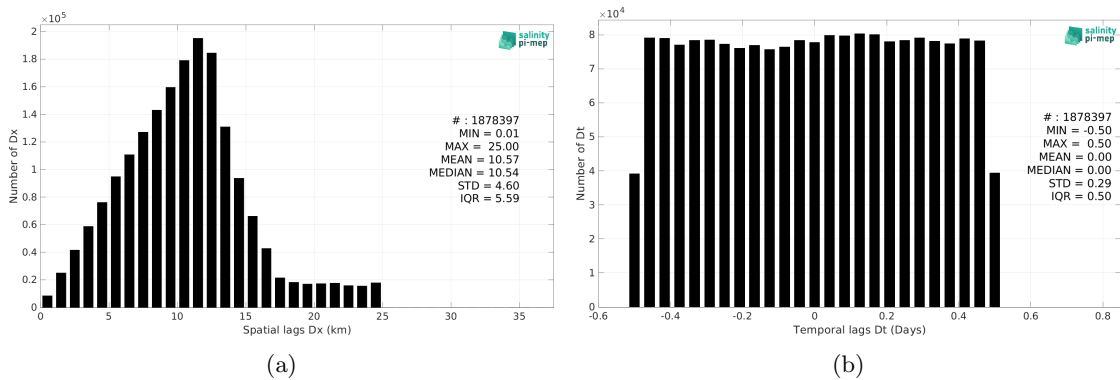 ×10⁵
2
1.8
1.6
1.4
1.2
1
0.8
0.6
0.4
0.2
0
Number of Dx
0 5 10 15 20 25 30 35
Spatial lags Dx (km)
salinity
pi-mep
# : 1878397
MIN = 0.01
MAX = 25.00
MEAN = 10.57
MEDIAN = 10.54
STD = 4.60
IQR = 5.59
(a)
×10⁴
8
7
6
5
4
3
2
1
0
Number of Dt
-0.6 -0.4 -0.2 0 0.2 0.4 0.6 0.8
Temporal lags Dt (Days)
salinity
pi-mep
# : 1878397
MIN = -0.50
MAX = 0.50
MEAN = 0.00
MEDIAN = 0.00
STD = 0.29
IQR = 0.50
(b)